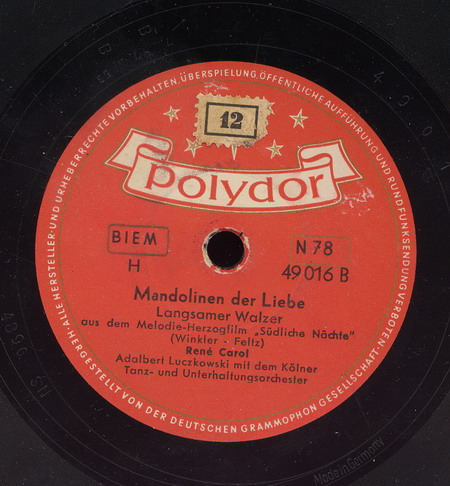 ALLE HERSTELLER- UND URHEBERRECHTE VORBEHALTEN. ÜBERSPIELUNG, ÖFFENTLICHE AUFFÜHRUNG UND RUNDFUNKSENDUNG VERBOTEN.
12
polydor
BIEM
N 78
H
49016 B
Mandolinen der Liebe
Langsamer Walzer
aus dem Melodie-Herzogfilm „Südliche Nächte“
(Winkler - Feltz)
René Carol
Adalbert Luczkowski mit dem Kölner
Tanz- und Unterhaltungsorchester
HERGESTELLT VON DER DEUTSCHEN GRAMMOPHON GESELLSCHAFT
Made in Germany